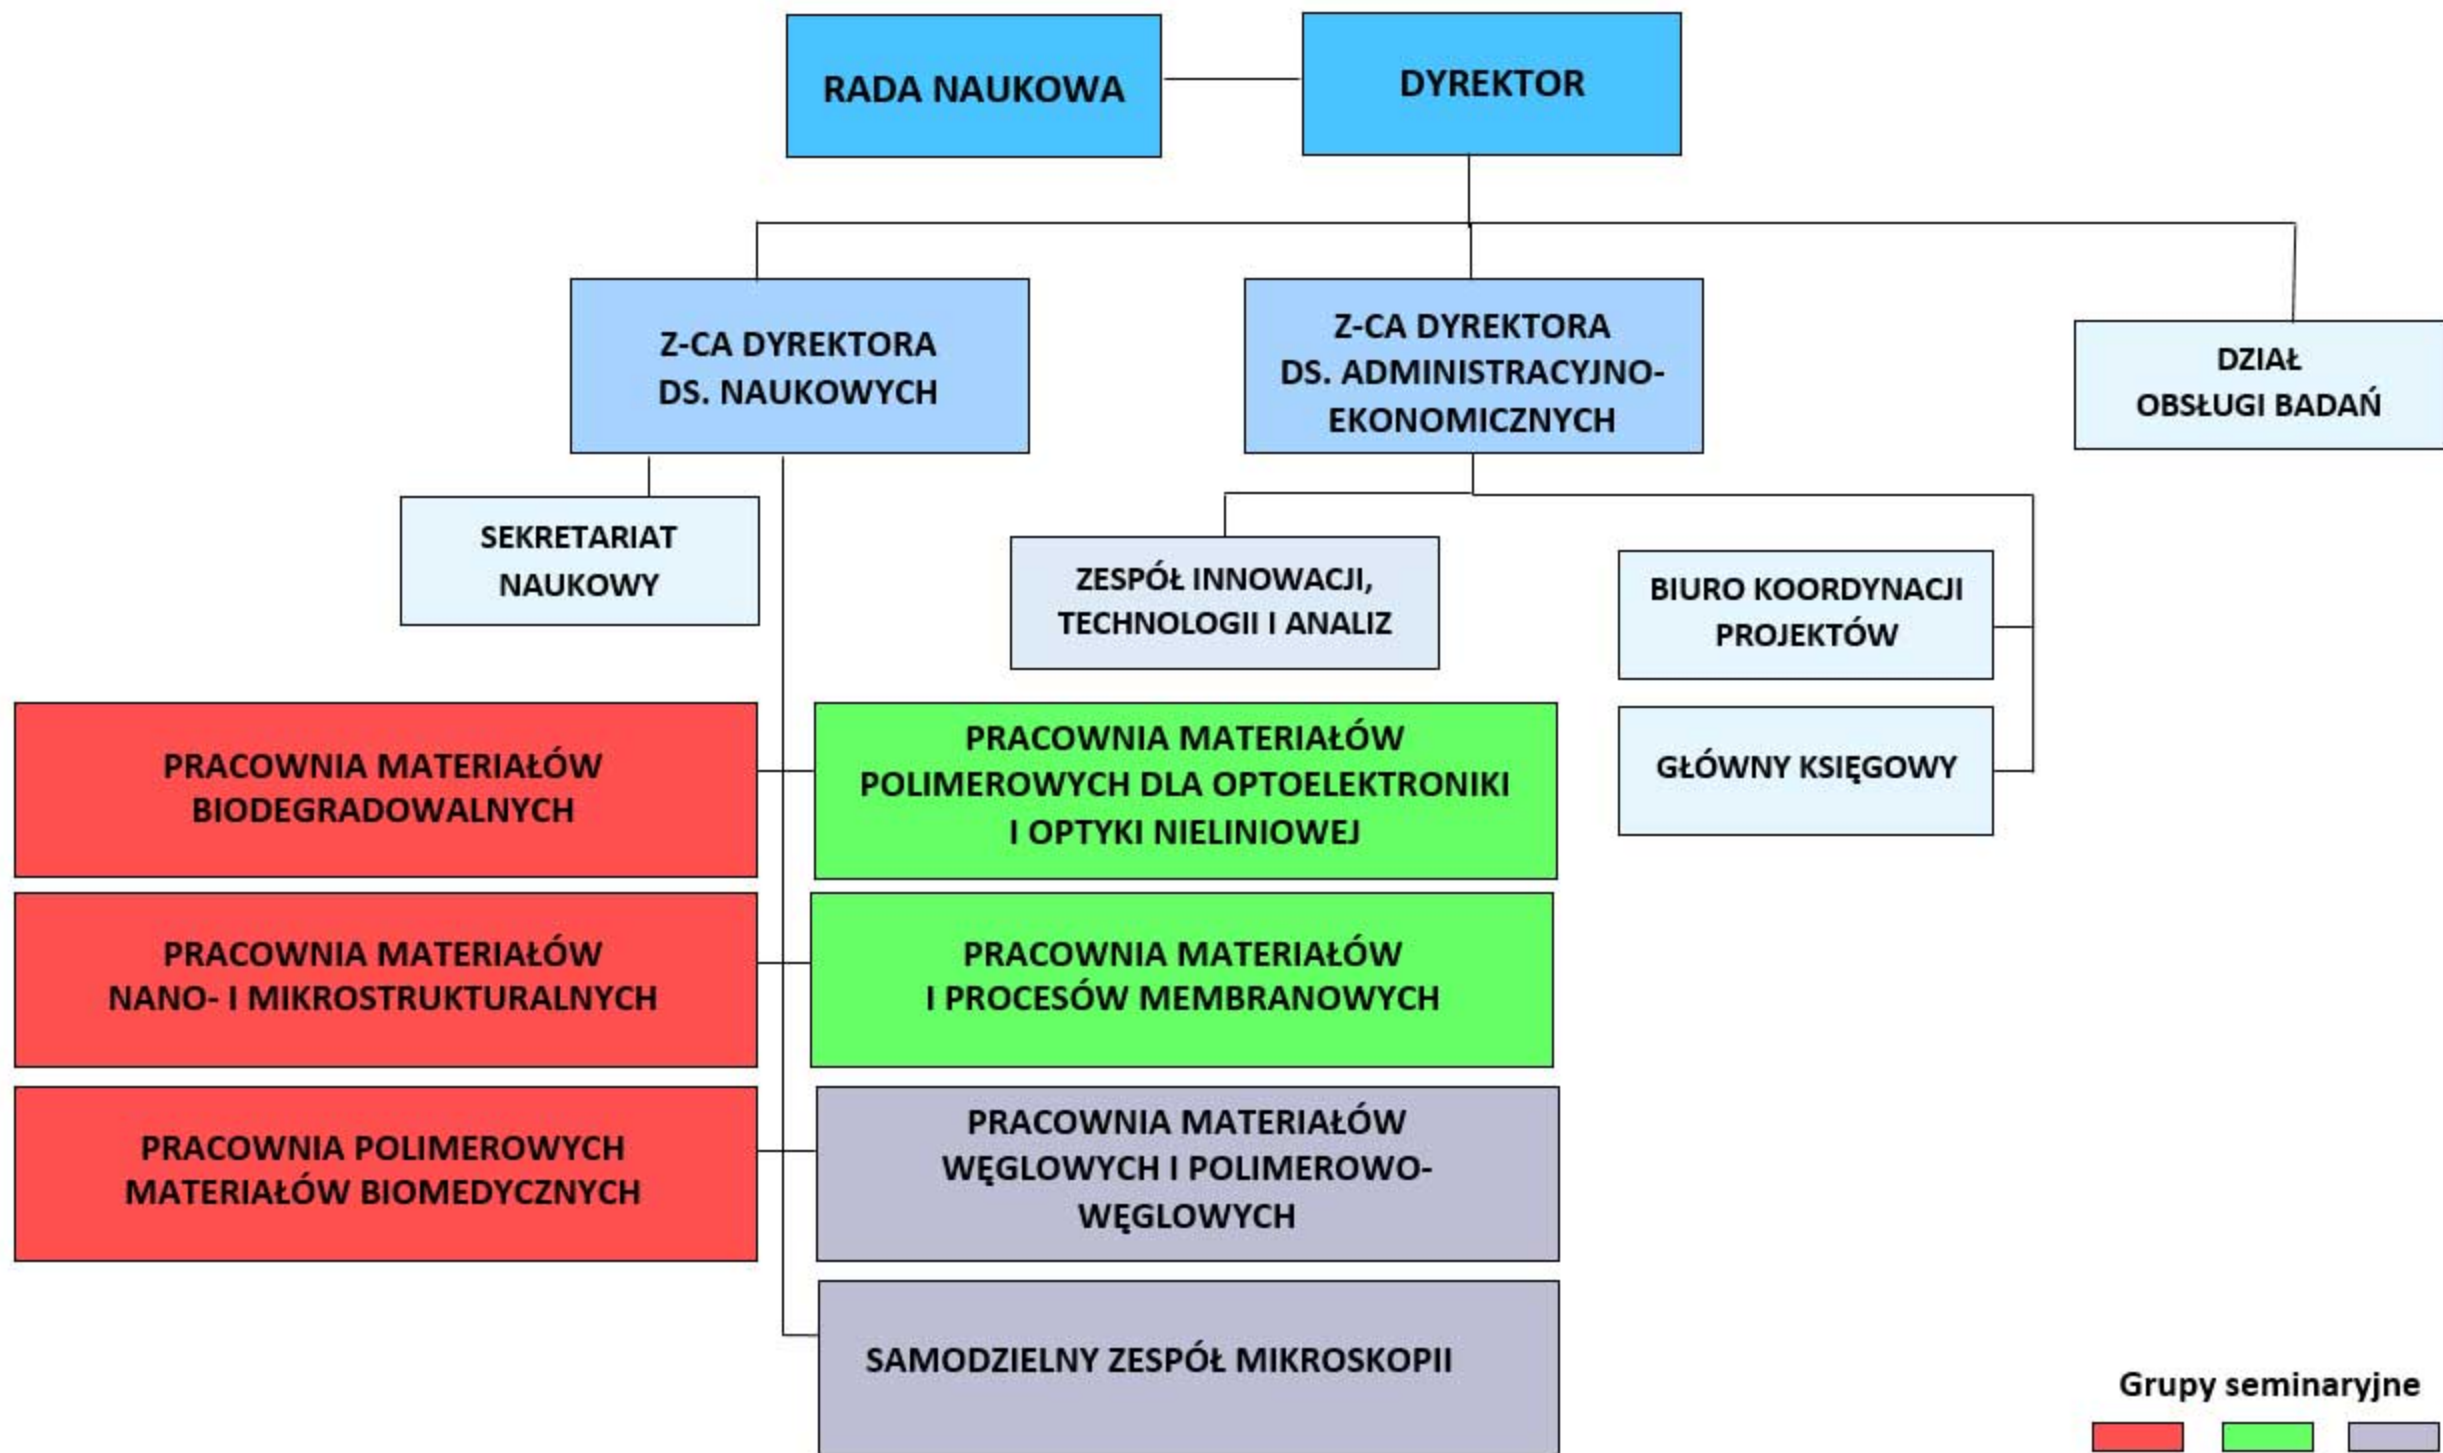 RADA NAUKOWA
DYREKTOR
Z-CA DYREKTORA
DS. NAUKOWYCH
Z-CA DYREKTORA
DS. ADMINISTRACYJNO-
EKONOMICZNYCH
DZIAŁ
OBSŁUGI BADAŃ
SEKRETARIAT
NAUKOWY
ZESPÓŁ INNOWACJI,
TECHNOLOGII I ANALIZ
BIURO KOORDYNACJI
PROJEKTÓW
GŁÓWNY KSIĘGOWY
PRACOWNIA MATERIAŁÓW
BIODEGRADOWALNYCH
PRACOWNIA MATERIAŁÓW
POLIMEROWYCH DLA OPTOELEKTRONIKI
I OPTYKI NIELINIOWEJ
PRACOWNIA MATERIAŁÓW
NANO- I MIKROSTRUKTURALNYCH
PRACOWNIA MATERIAŁÓW
I PROCESÓW MEMBRANOWYCH
PRACOWNIA POLIMEROWYCH
MATERIAŁÓW BIOMEDYCZNYCH
PRACOWNIA MATERIAŁÓW
WĘGLOWYCH I POLIMEROWO-
WĘGLOWYCH
SAMODZIELNY ZESPÓŁ MIKROSKOPII
Grupy seminaryjne